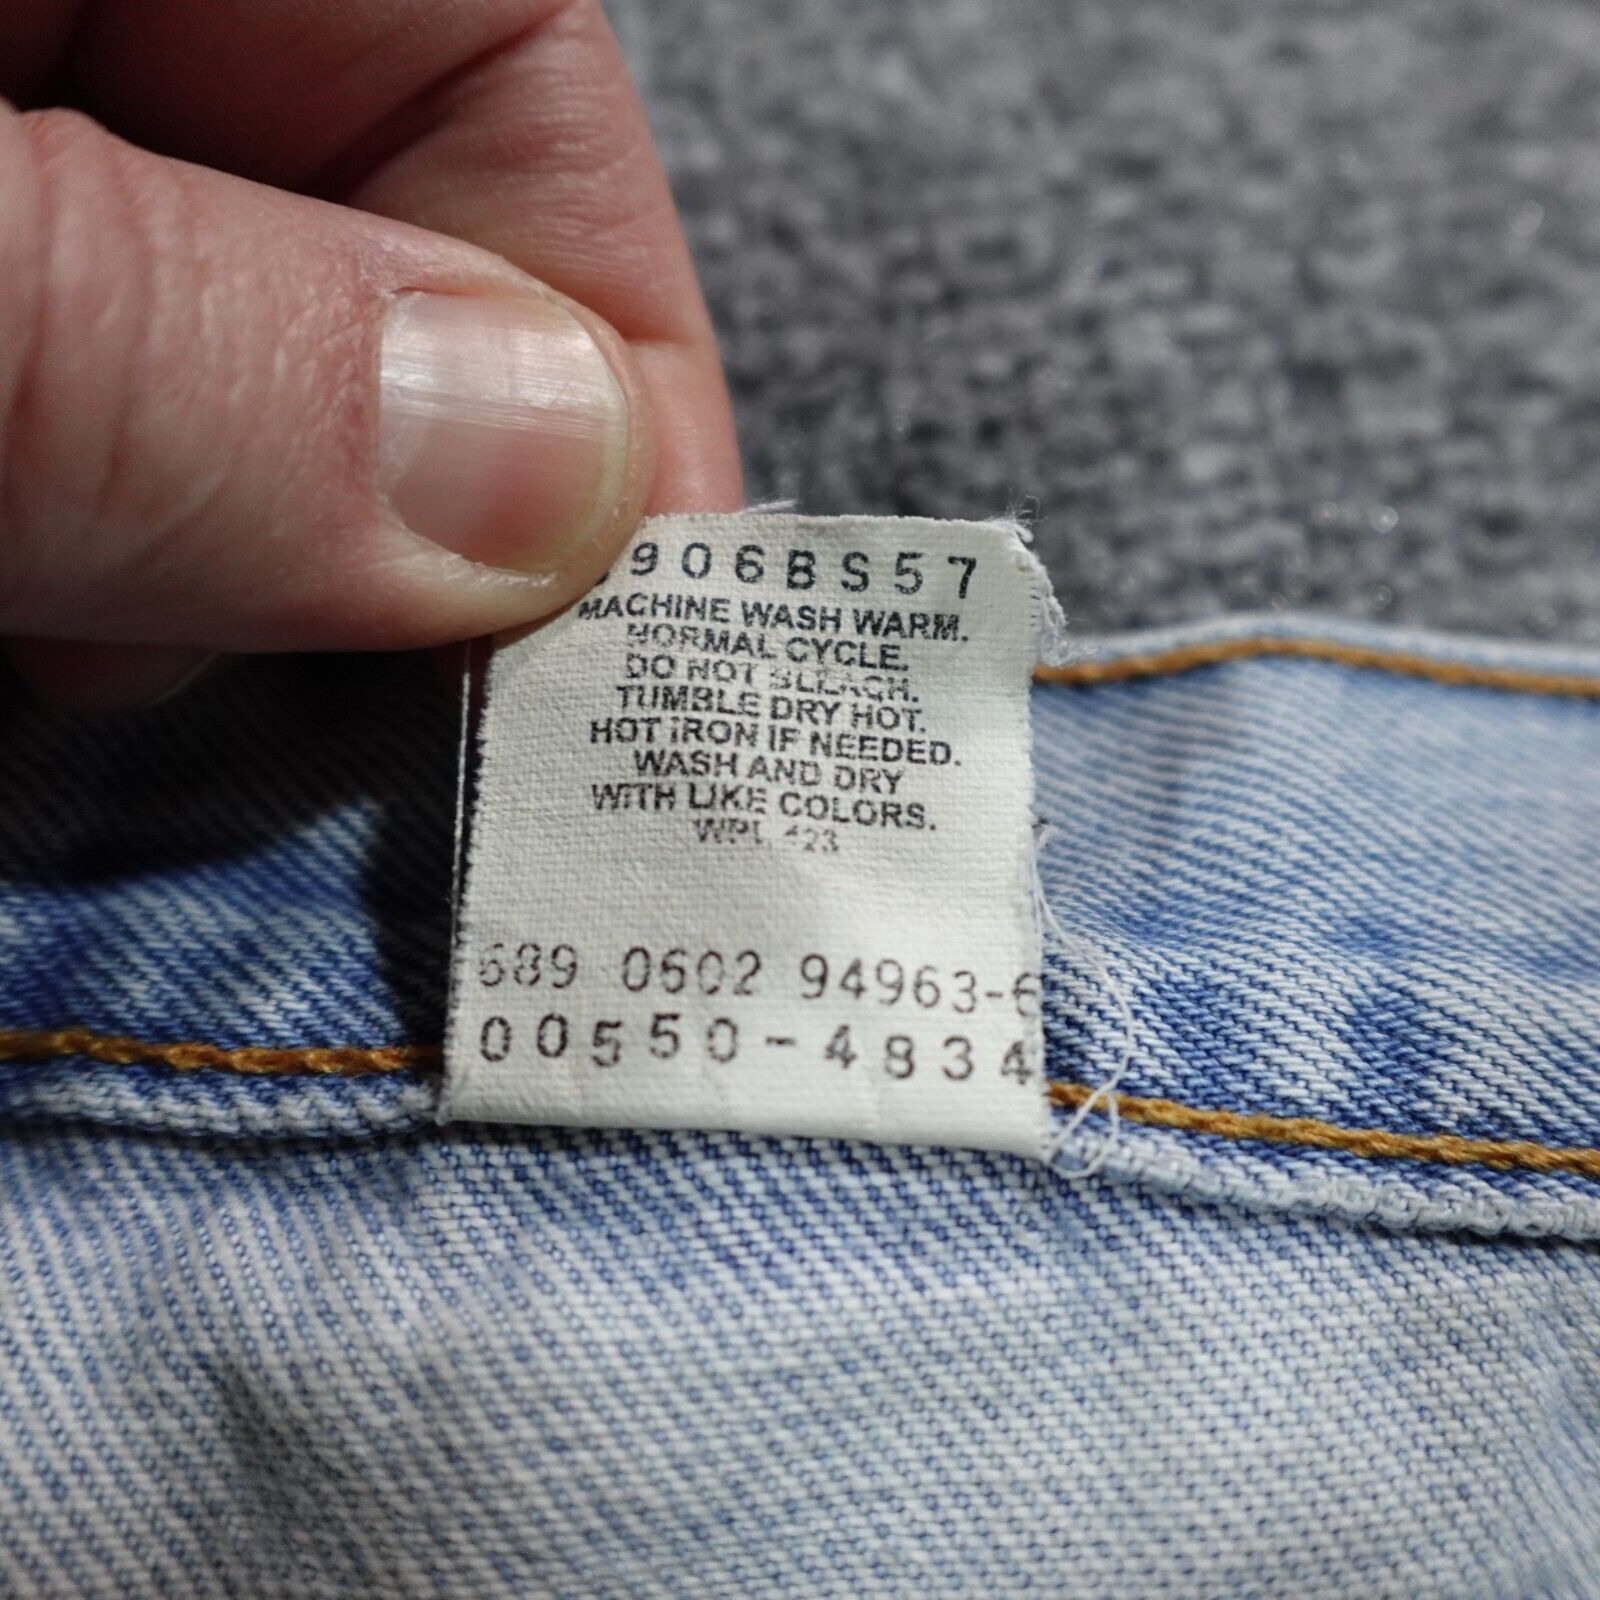 906BS57
MACHINE WASH WARM.
NORMAL CYCLE.
DO NOT BLEACH.
TUMBLE DRY HOT.
HOT IRON IF NEEDED.
WASH AND DRY
WITH LIKE COLORS.
WPL 423
689 0602 94963-6
00550-4834